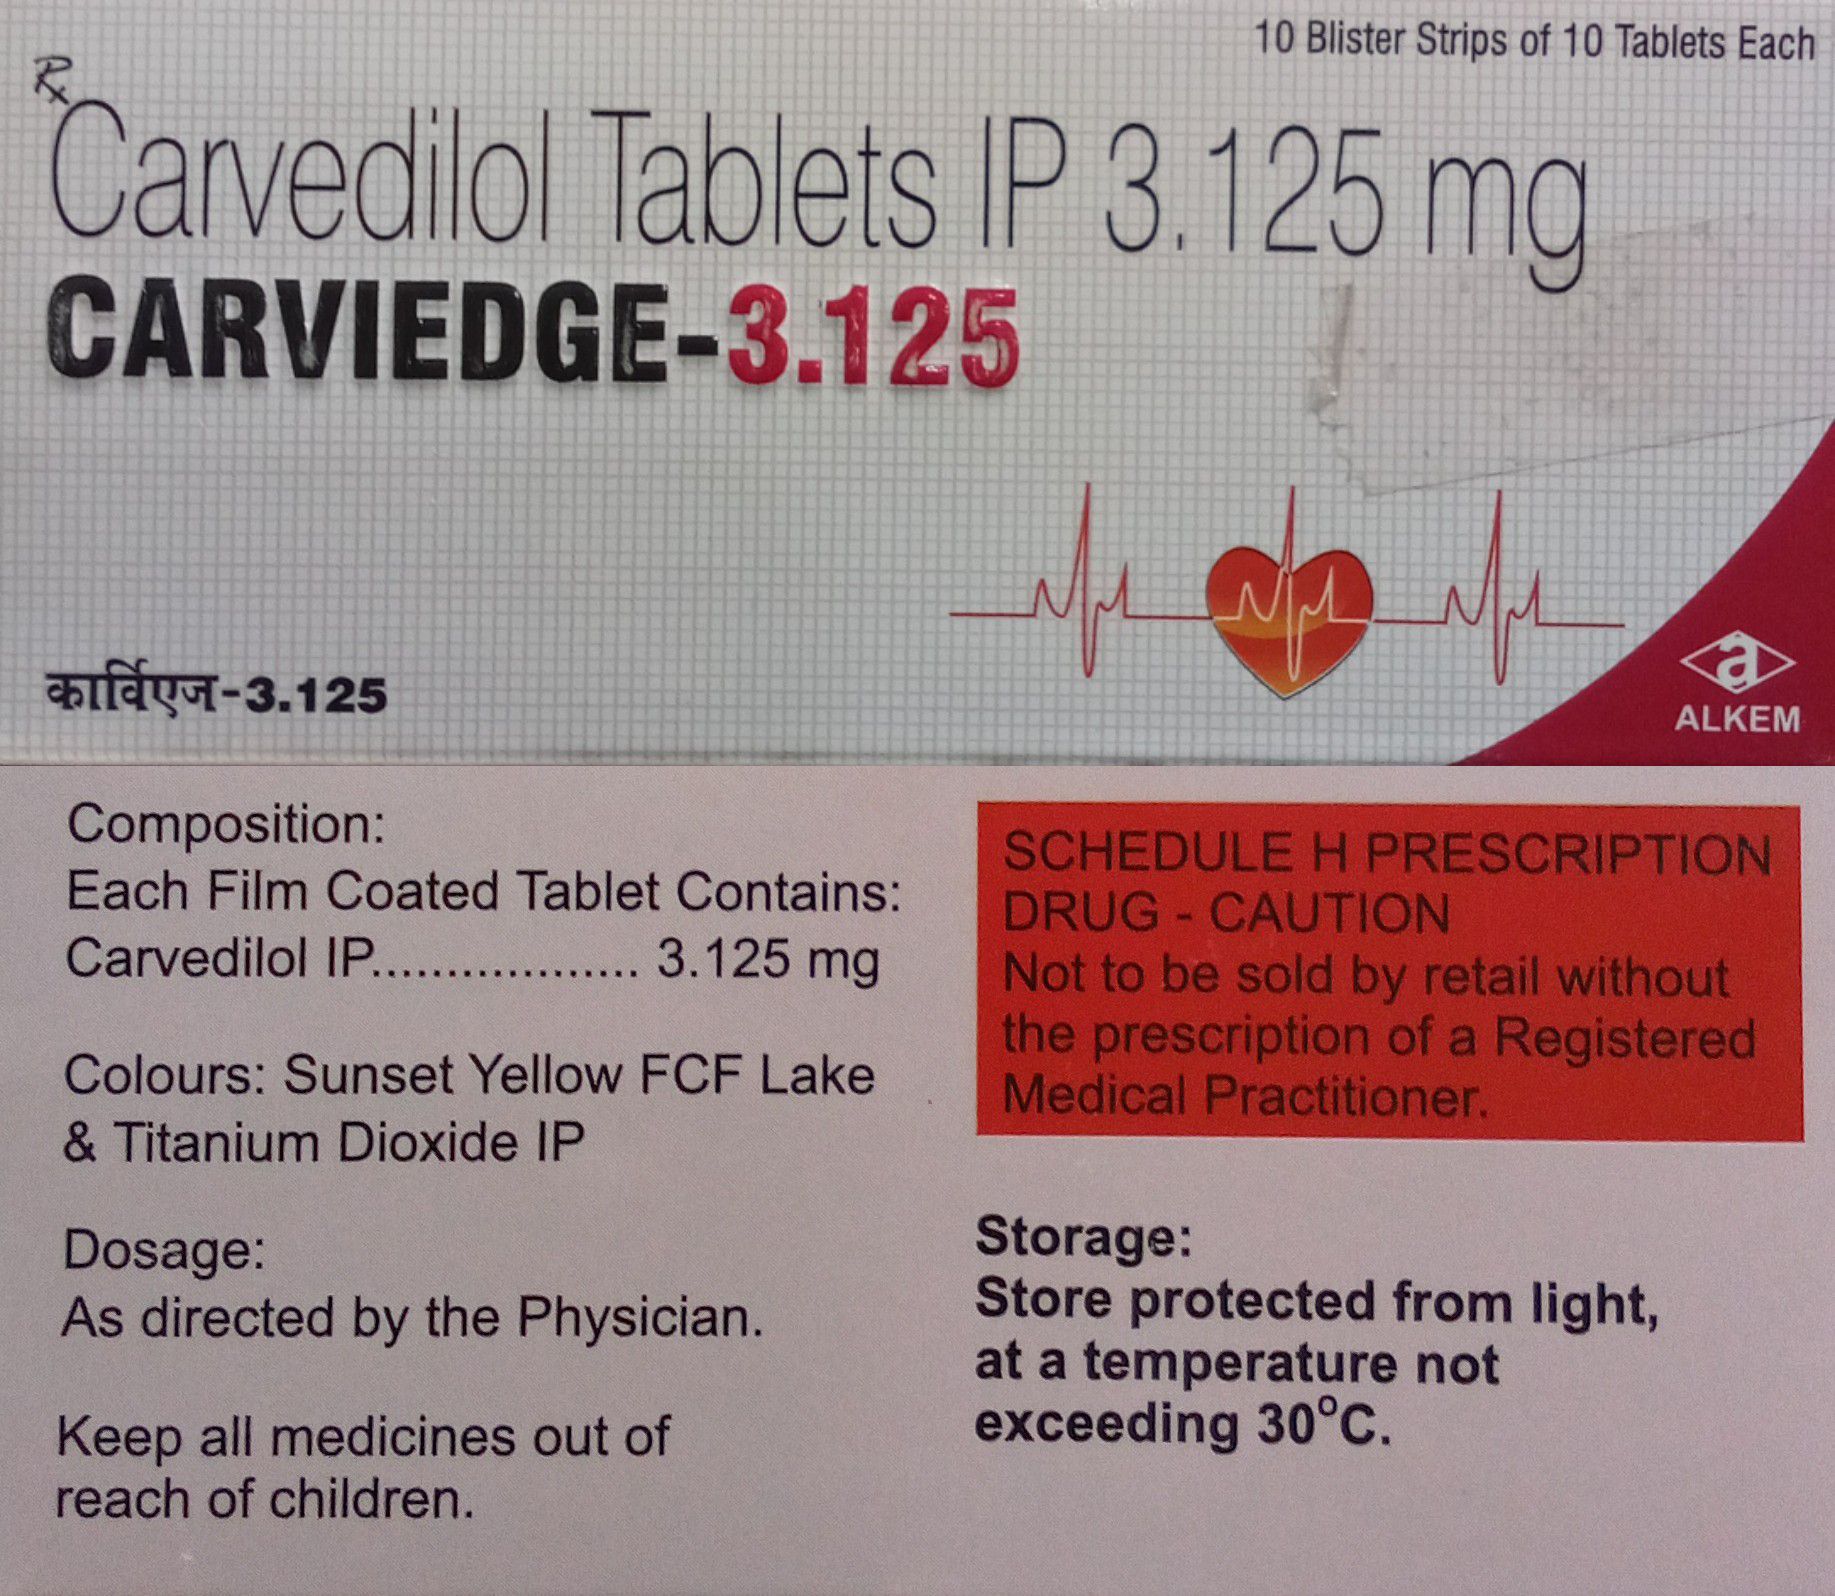 10 Blister Strips of 10 Tablets Each
Rx
Carvedilol Tablets IP 3.125 mg
CARVIEDGE-3.125
कार्विएज-3.125
a
ALKEM
Composition:
Each Film Coated Tablet Contains:
Carvedilol IP.................. 3.125 mg
Colours: Sunset Yellow FCF Lake
& Titanium Dioxide IP
Dosage:
As directed by the Physician.
Keep all medicines out of
reach of children.
SCHEDULE H PRESCRIPTION
DRUG - CAUTION
Not to be sold by retail without
the prescription of a Registered
Medical Practitioner.
Storage:
Store protected from light,
at a temperature not
exceeding 30°C.